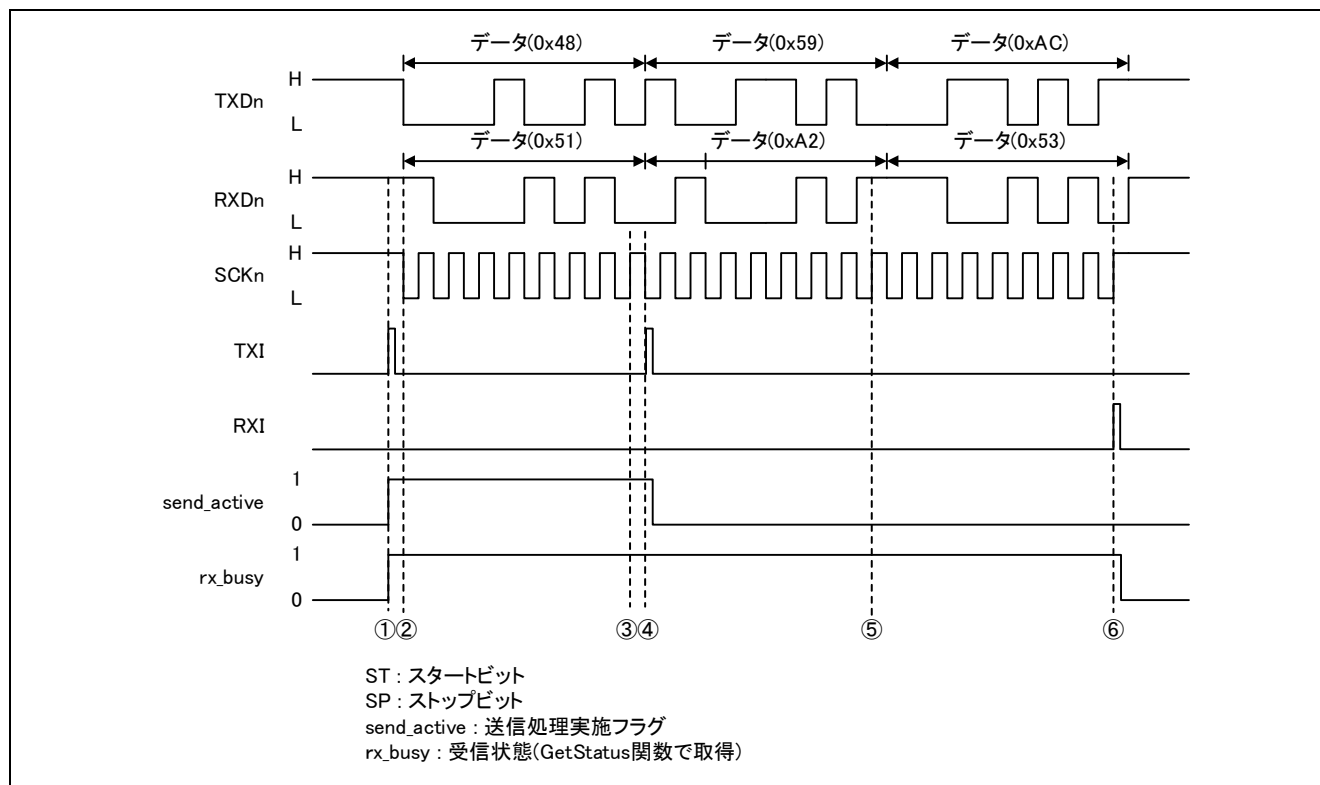 データ(0x48) データ(0x59) データ(0xAC)
H
TXDn
L
データ(0x51) データ(0xA2) データ(0x53)
H
RXDn
L
H
SCKn
L
TXI
RXI
1
send_active
0
1
rx_busy
0
①② ③④ ⑤ ⑥
ST : スタートビット
SP : ストップビット
send_active : 送信処理実施フラグ
rx_busy : 受信状態(GetStatus関数で取得)